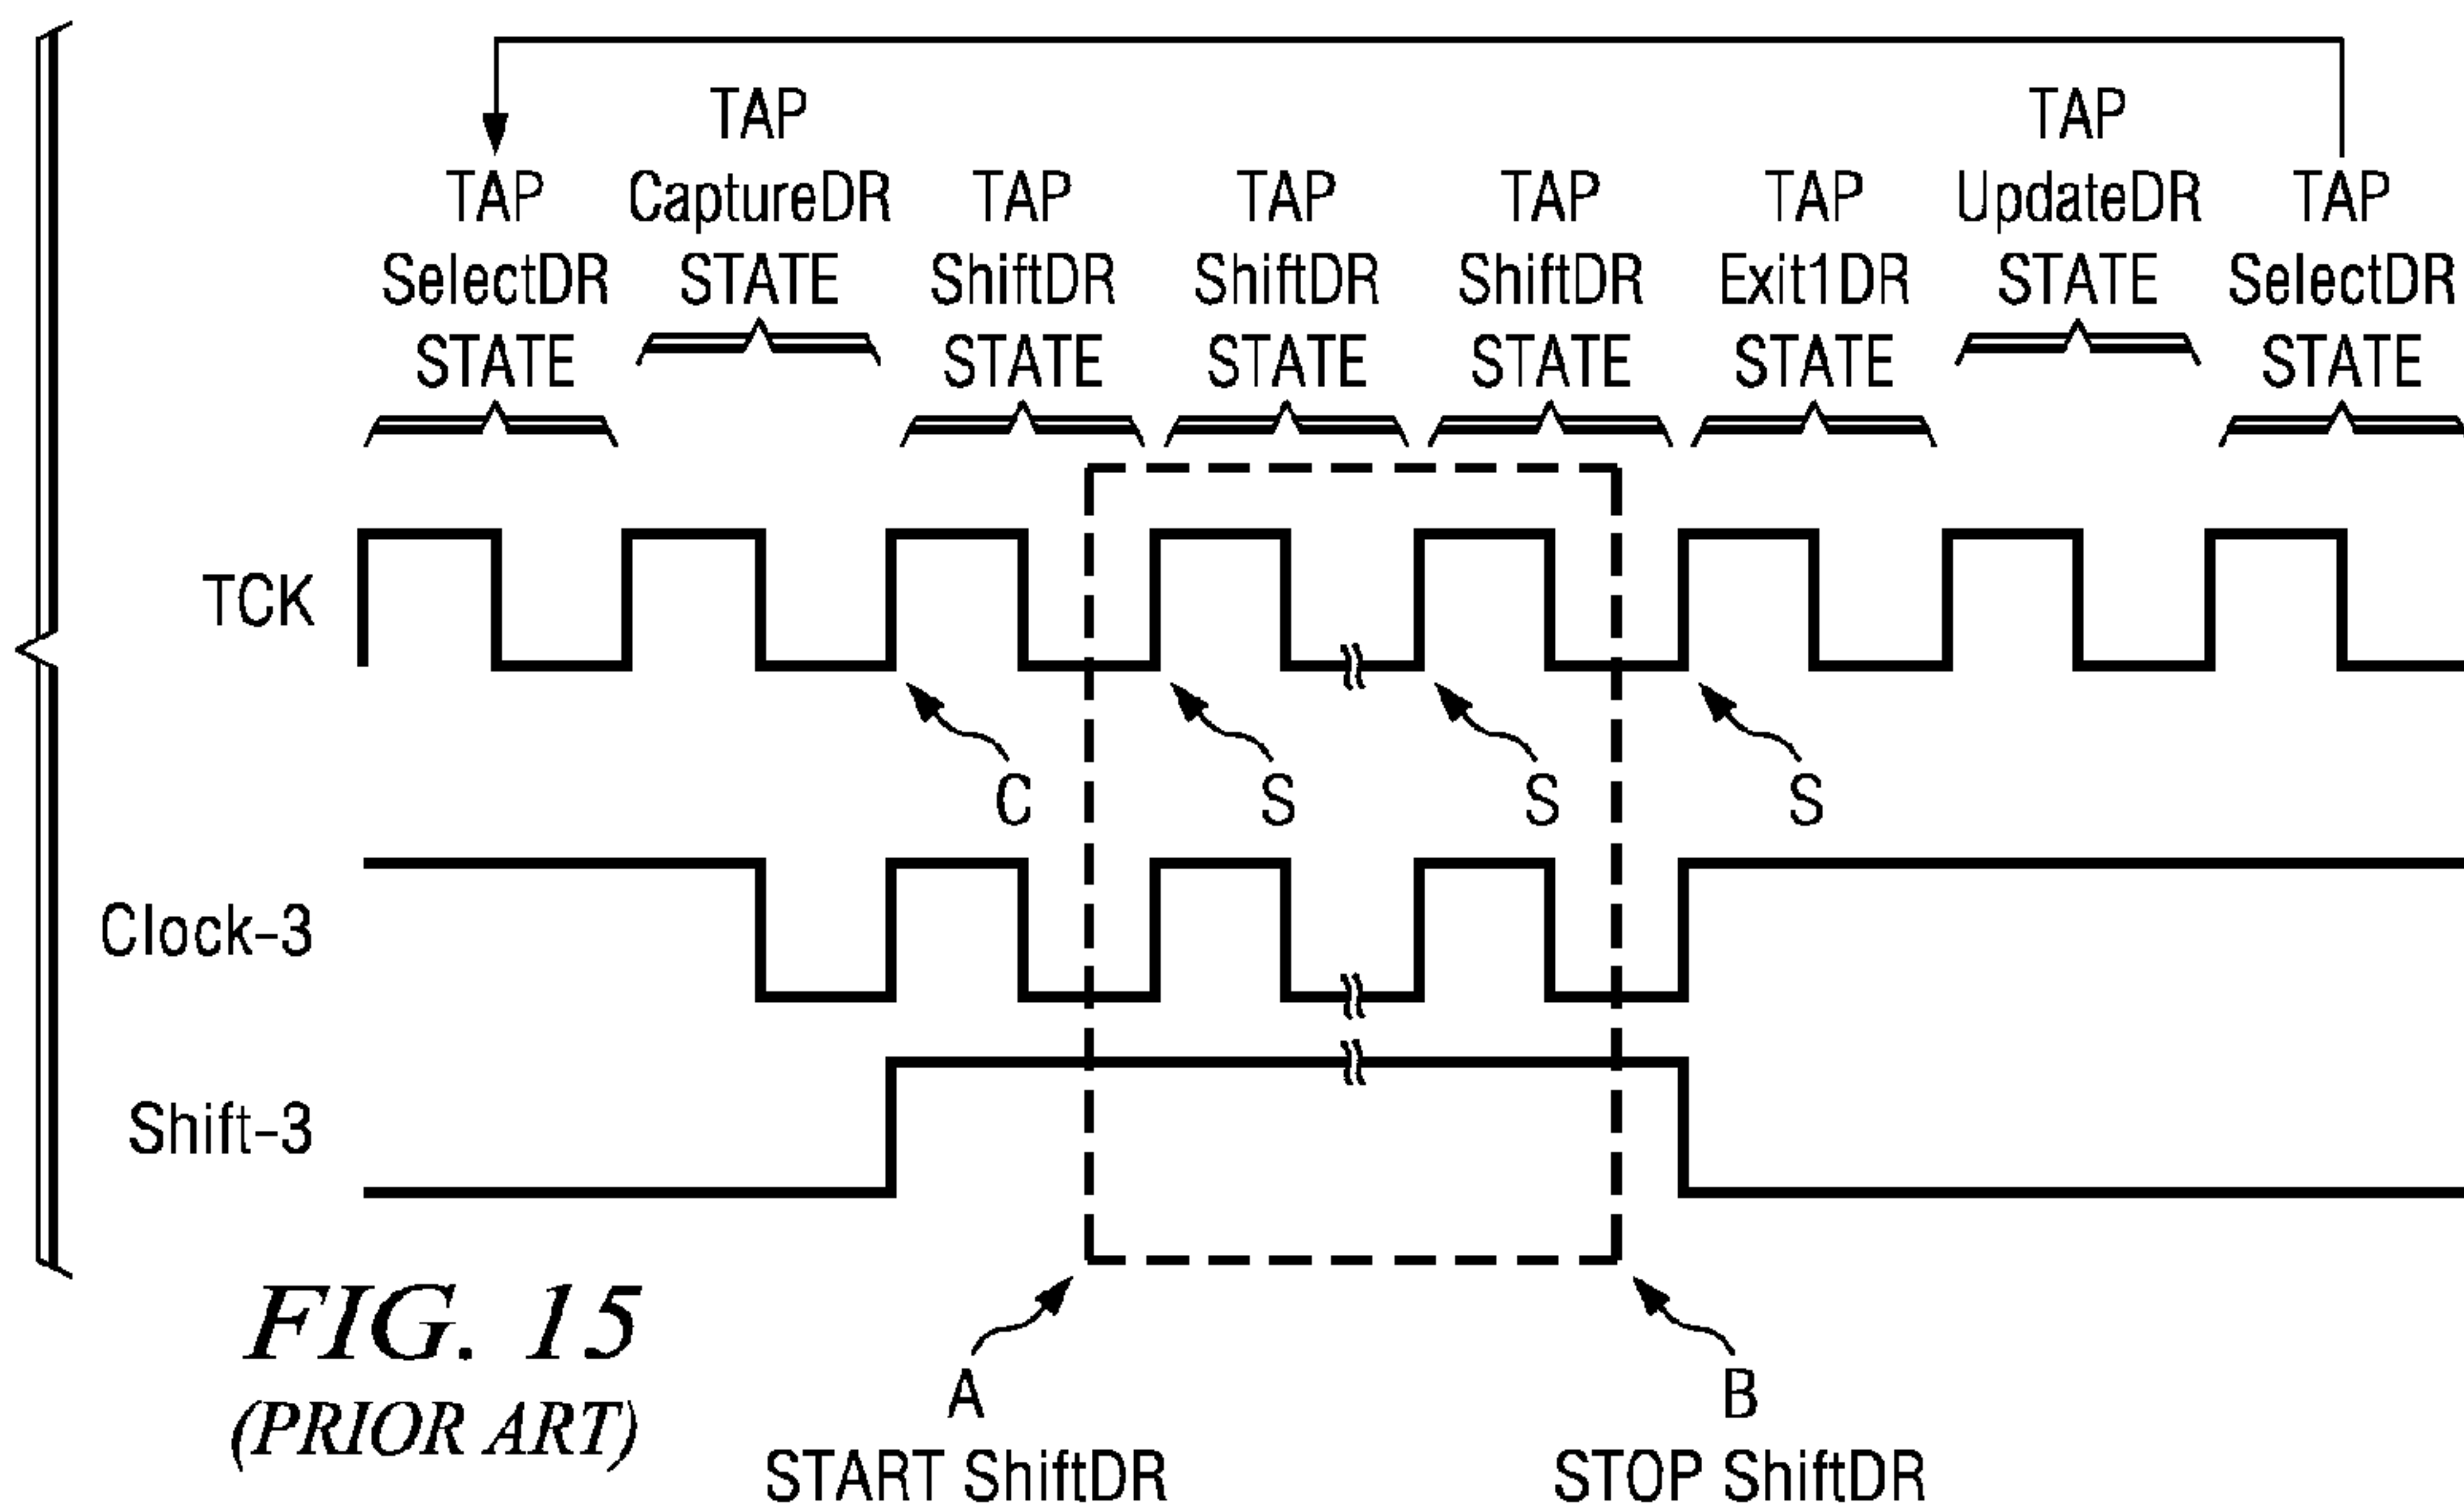 TAP
CaptureDR
STATE
TAP
UpdateDR
STATE
TAP
SelectDR
STATE
TAP
ShiftDR
STATE
TAP
ShiftDR
STATE
TAP
ShiftDR
STATE
TAP
Exit1DR
STATE
TAP
SelectDR
STATE
TCK
C
S
S
S
Clock-3
Shift-3
A
START ShiftDR
B
STOP ShiftDR
FIG. 15
(PRIOR ART)